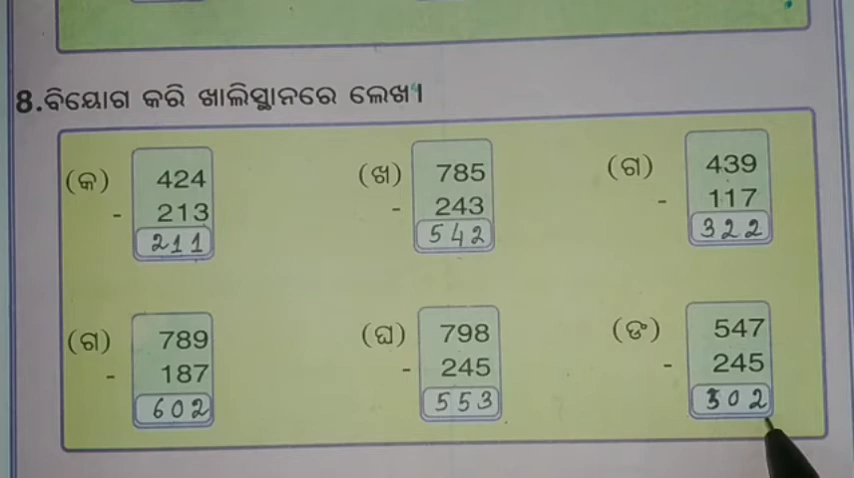 8.ବିୟୋଗ କରି ଖାଲିସ୍ଥାନରେ ଲେଖ।
(କ) 424 (ଖ) 785 (ଗ) 439
- 213 - 243 - 117
211 542 322
(ଗ) 789 (ଘ) 798 (ଙ) 547
- 187 - 245 - 245
602 553 302